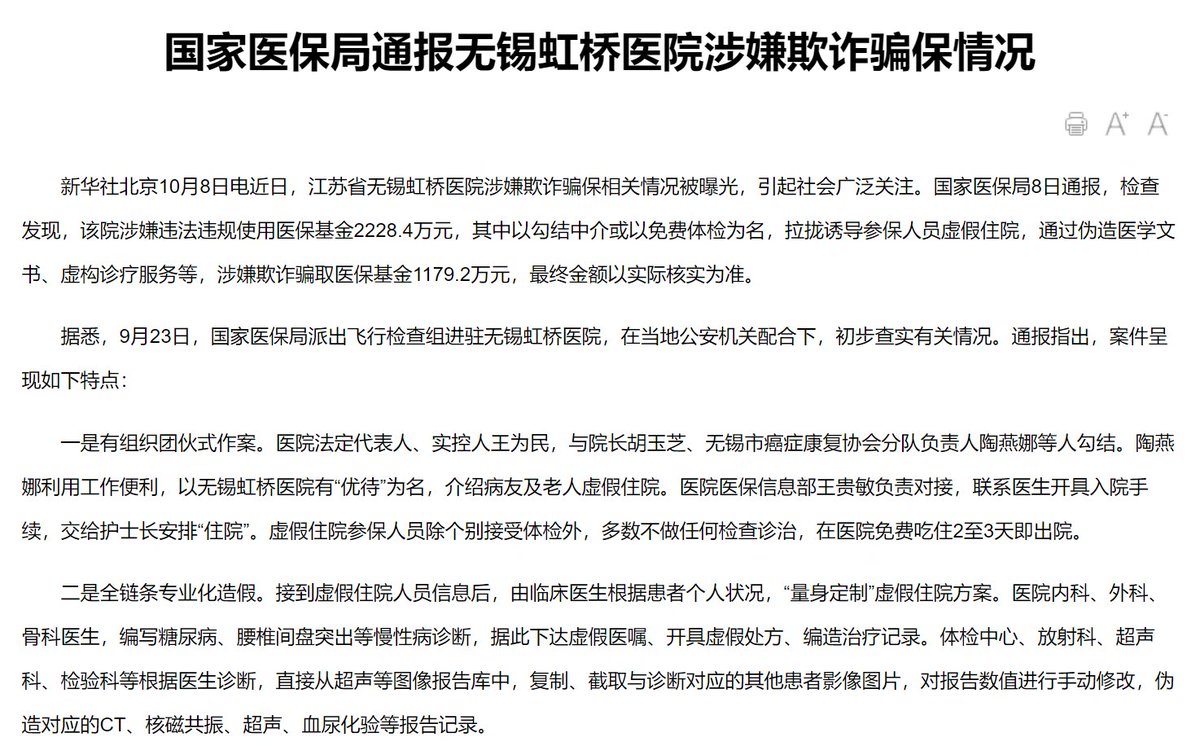 国家医保局通报无锡虹桥医院涉嫌欺诈骗保情况
A+ A-
新华社北京10月8日电近日，江苏省无锡虹桥医院涉嫌欺诈骗保相关情况被曝光，引起社会广泛关注。国家医保局8日通报，检查
发现，该院涉嫌违法违规使用医保基金2228.4万元，其中以勾结中介或以免费体检为名，拉拢诱导参保人员虚假住院，通过伪造医学文
书、虚构诊疗服务等，涉嫌欺诈骗取医保基金1179.2万元，最终金额以实际核实为准。
据悉，9月23日，国家医保局派出飞行检查组进驻无锡虹桥医院，在当地公安机关配合下，初步查实有关情况。通报指出，案件呈
现如下特点：
一是有组织团伙式作案。医院法定代表人、实控人王为民，与院长胡玉芝、无锡市癌症康复协会分队负责人陶燕娜等人勾结。陶燕
娜利用工作便利，以无锡虹桥医院有“优待”为名，介绍病友及老人虚假住院。医院医保信息部王贵敏负责对接，联系医生开具入院手
续，交给护士长安排“住院”。虚假住院参保人员除个别接受体检外，多数不做任何检查诊治，在医院免费吃住2至3天即出院。
二是全链条专业化造假。接到虚假住院人员信息后，由临床医生根据患者个人状况，“量身定制”虚假住院方案。医院内科、外科、
骨科医生，编写糖尿病、腰椎间盘突出等慢性病诊断，据此下达虚假医嘱、开具虚假处方、编造治疗记录。体检中心、放射科、超声
科、检验科等根据医生诊断，直接从超声等图像报告库中，复制、截取与诊断对应的其他患者影像图片，对报告数值进行手动修改，伪
造对应的CT、核磁共振、超声、血尿化验等报告记录。